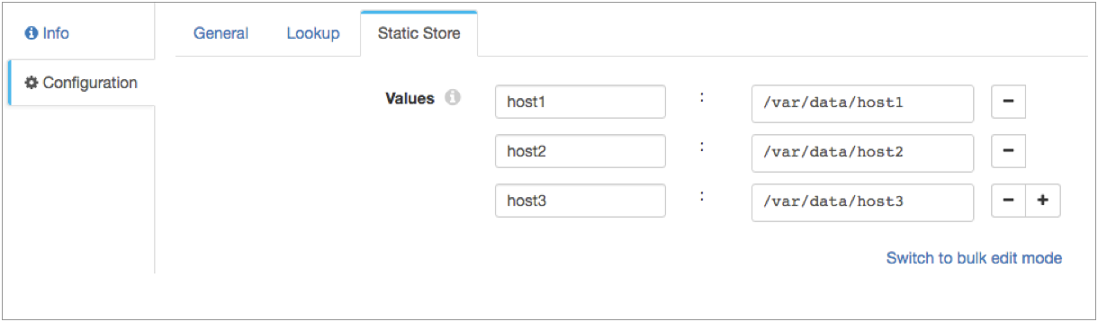 Info
General Lookup Static Store
Configuration
Values host1 : /var/data/host1 -
host2 : /var/data/host2 -
host3 : /var/data/host3 - +
Switch to bulk edit mode